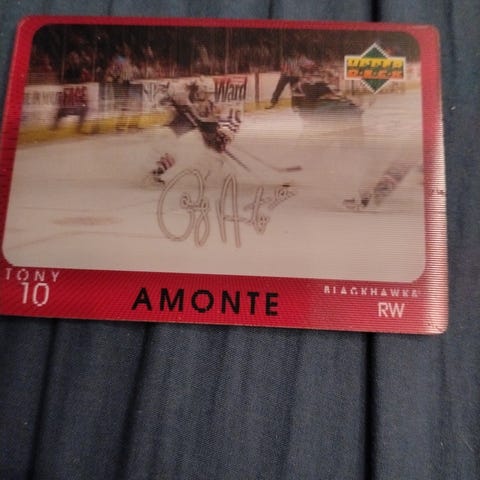 UPPER
DECK
Ward
TONY
10
AMONTE
BLACKHAWKS
RW